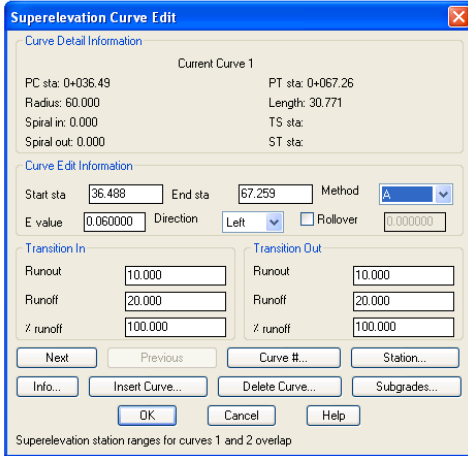 Superelevation Curve Edit
Curve Detail Information
Current Curve 1
PC sta: 0+036.49 PT sta: 0+067.26
Radius: 60.000 Length: 30.771
Spiral in: 0.000 TS sta:
Spiral out: 0.000 ST sta:
Curve Edit Information
Start sta 36.488 End sta 67.259 Method A
E value 0.060000 Direction Left Rollover 0.000000
Transition In Transition Out
Runout 10.000 Runout 10.000
Runoff 20.000 Runoff 20.000
% runoff 100.000 % runoff 100.000
Next Previous Curve #... Station...
Info... Insert Curve... Delete Curve... Subgrades...
OK Cancel Help
Superelevation station ranges for curves 1 and 2 overlap